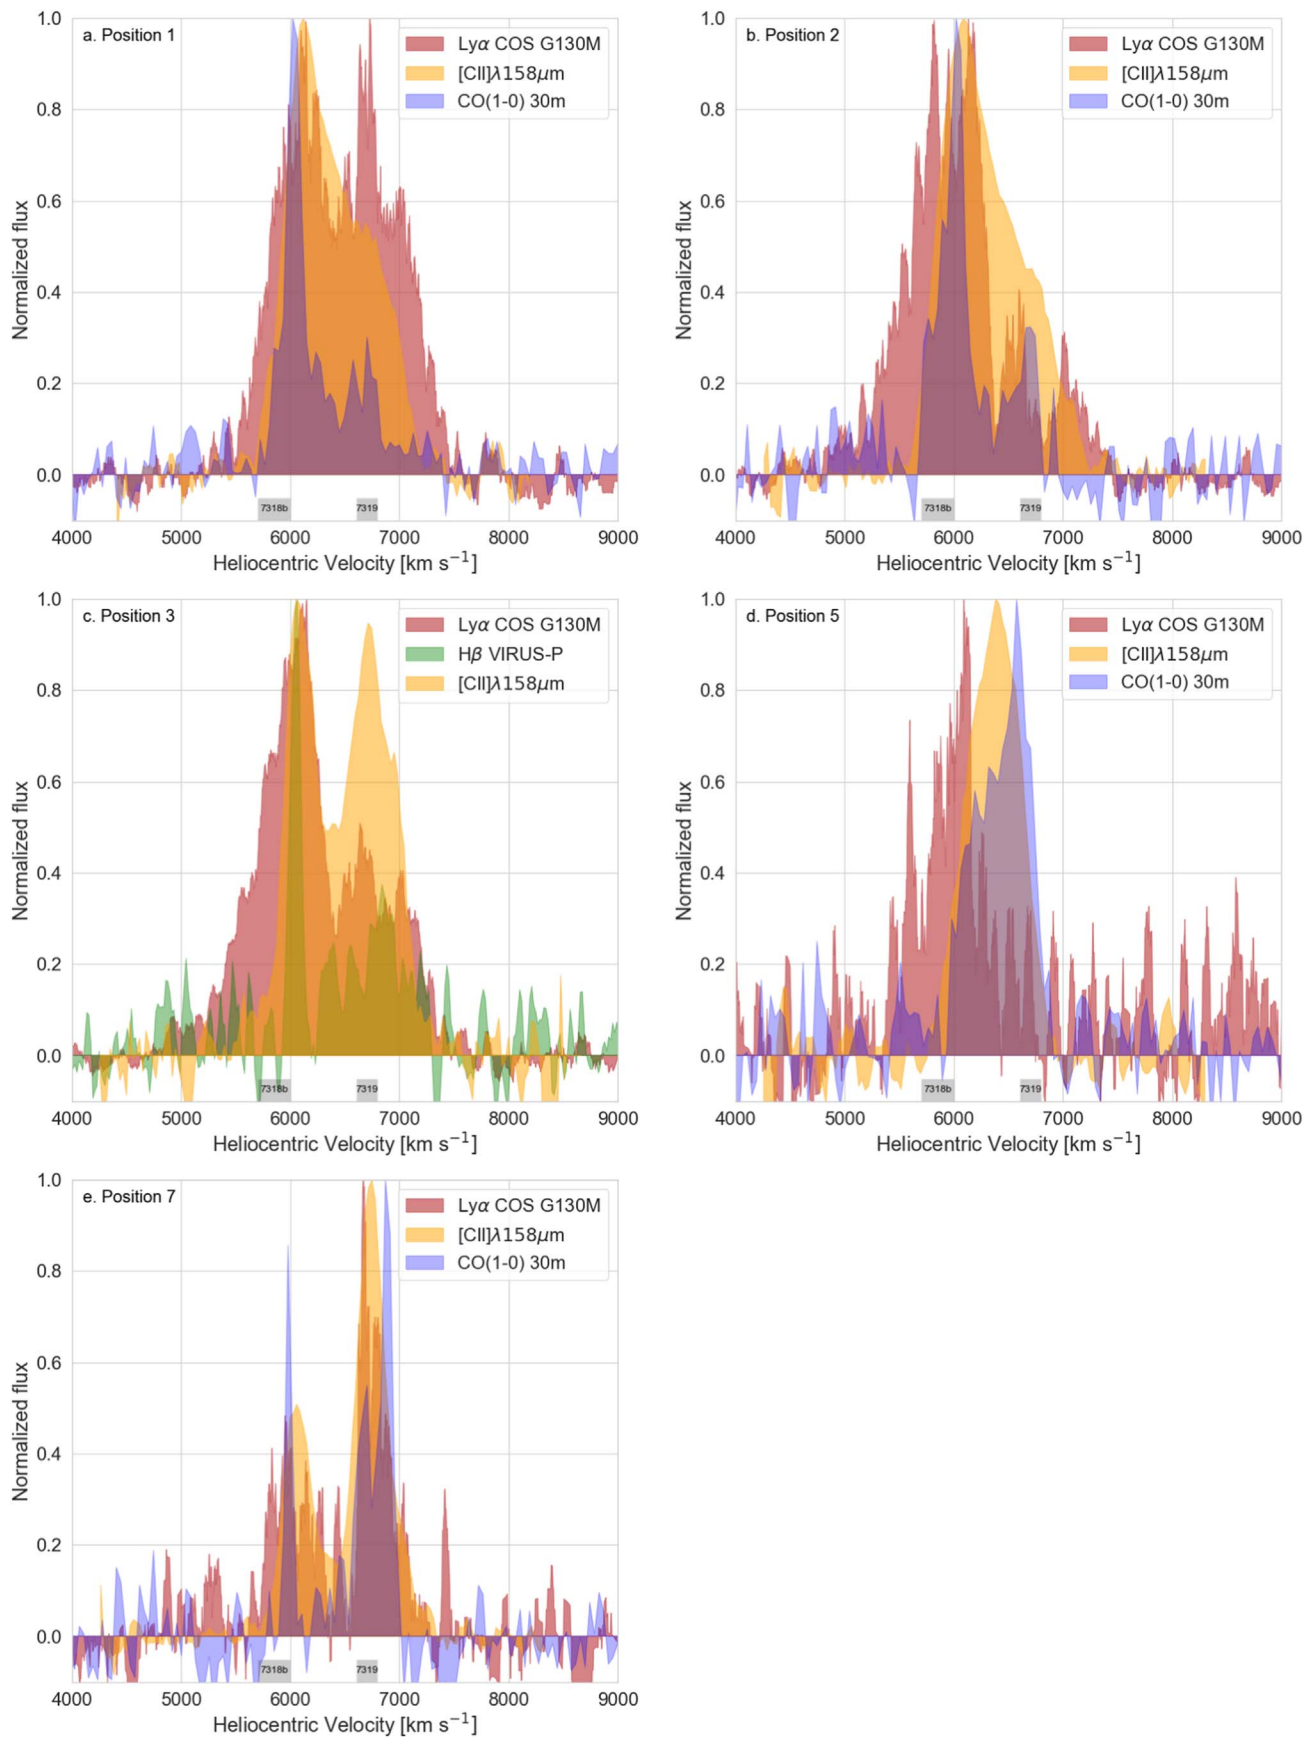 a. Position 1
Lyα COS G130M
[CII]λ158μm
CO(1-0) 30m
Normalized flux
1.0
0.8
0.6
0.4
0.2
0.0
7318b
7319
4000 5000 6000 7000 8000 9000
Heliocentric Velocity [km s⁻¹]
b. Position 2
Lyα COS G130M
[CII]λ158μm
CO(1-0) 30m
Normalized flux
1.0
0.8
0.6
0.4
0.2
0.0
7318b
7319
4000 5000 6000 7000 8000 9000
Heliocentric Velocity [km s⁻¹]
c. Position 3
Lyα COS G130M
Hβ VIRUS-P
[CII]λ158μm
Normalized flux
1.0
0.8
0.6
0.4
0.2
0.0
7318b
7319
4000 5000 6000 7000 8000 9000
Heliocentric Velocity [km s⁻¹]
d. Position 5
Lyα COS G130M
[CII]λ158μm
CO(1-0) 30m
Normalized flux
1.0
0.8
0.6
0.4
0.2
0.0
7318b
7319
4000 5000 6000 7000 8000 9000
Heliocentric Velocity [km s⁻¹]
e. Position 7
Lyα COS G130M
[CII]λ158μm
CO(1-0) 30m
Normalized flux
1.0
0.8
0.6
0.4
0.2
0.0
7318b
7319
4000 5000 6000 7000 8000 9000
Heliocentric Velocity [km s⁻¹]